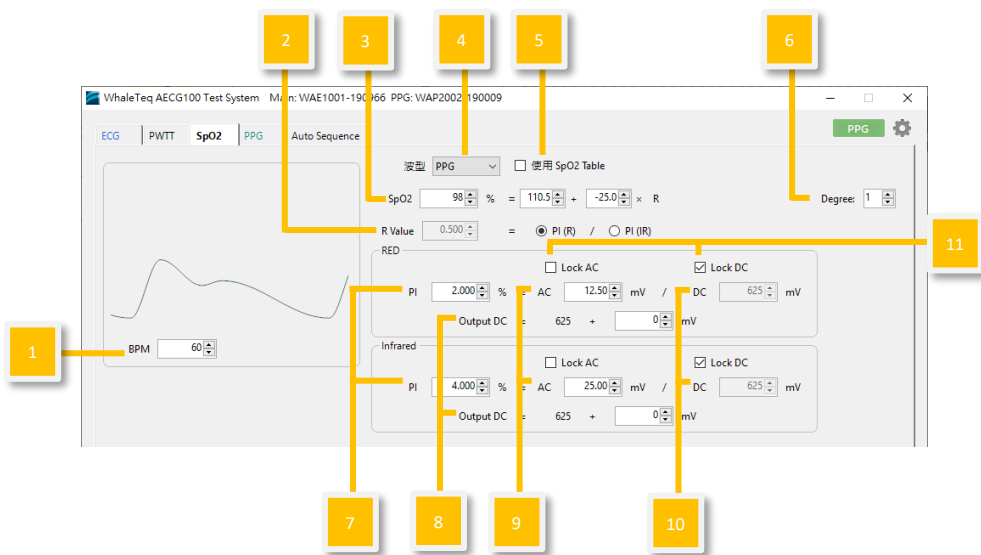 2 3 4 5 6
WhaleTeq AECG100 Test System Main: WAE1001-190966 PPG: WAP2002-190009
ECG PWTT SpO2 PPG Auto Sequence PPG
波型 PPG 使用 SpO2 Table
SpO2 98 % = 110.5 + -25.0 × R Degree: 1
R Value 0.500 = PI (R) / PI (IR)
11
RED
Lock AC Lock DC
PI 2.000 % = AC 12.50 mV / DC 625 mV
Output DC = 625 + 0 mV
1
BPM 60
Infrared
Lock AC Lock DC
PI 4.000 % = AC 25.00 mV / DC 625 mV
Output DC = 625 + 0 mV
7 8 9 10